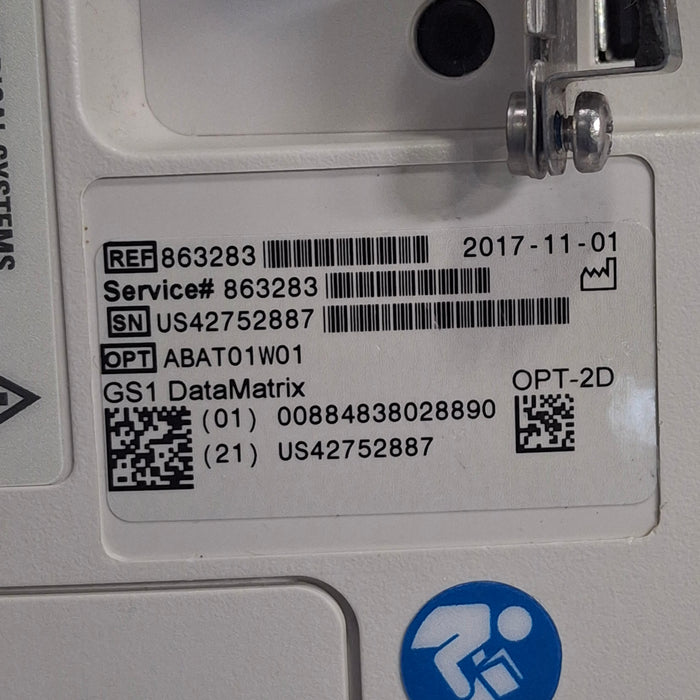 REF 863283 2017-11-01
Service# 863283
SN US42752887
OPT ABAT01W01
GS1 DataMatrix
(01) 00884838028890
(21) US42752887
OPT-2D
SYSTEMS